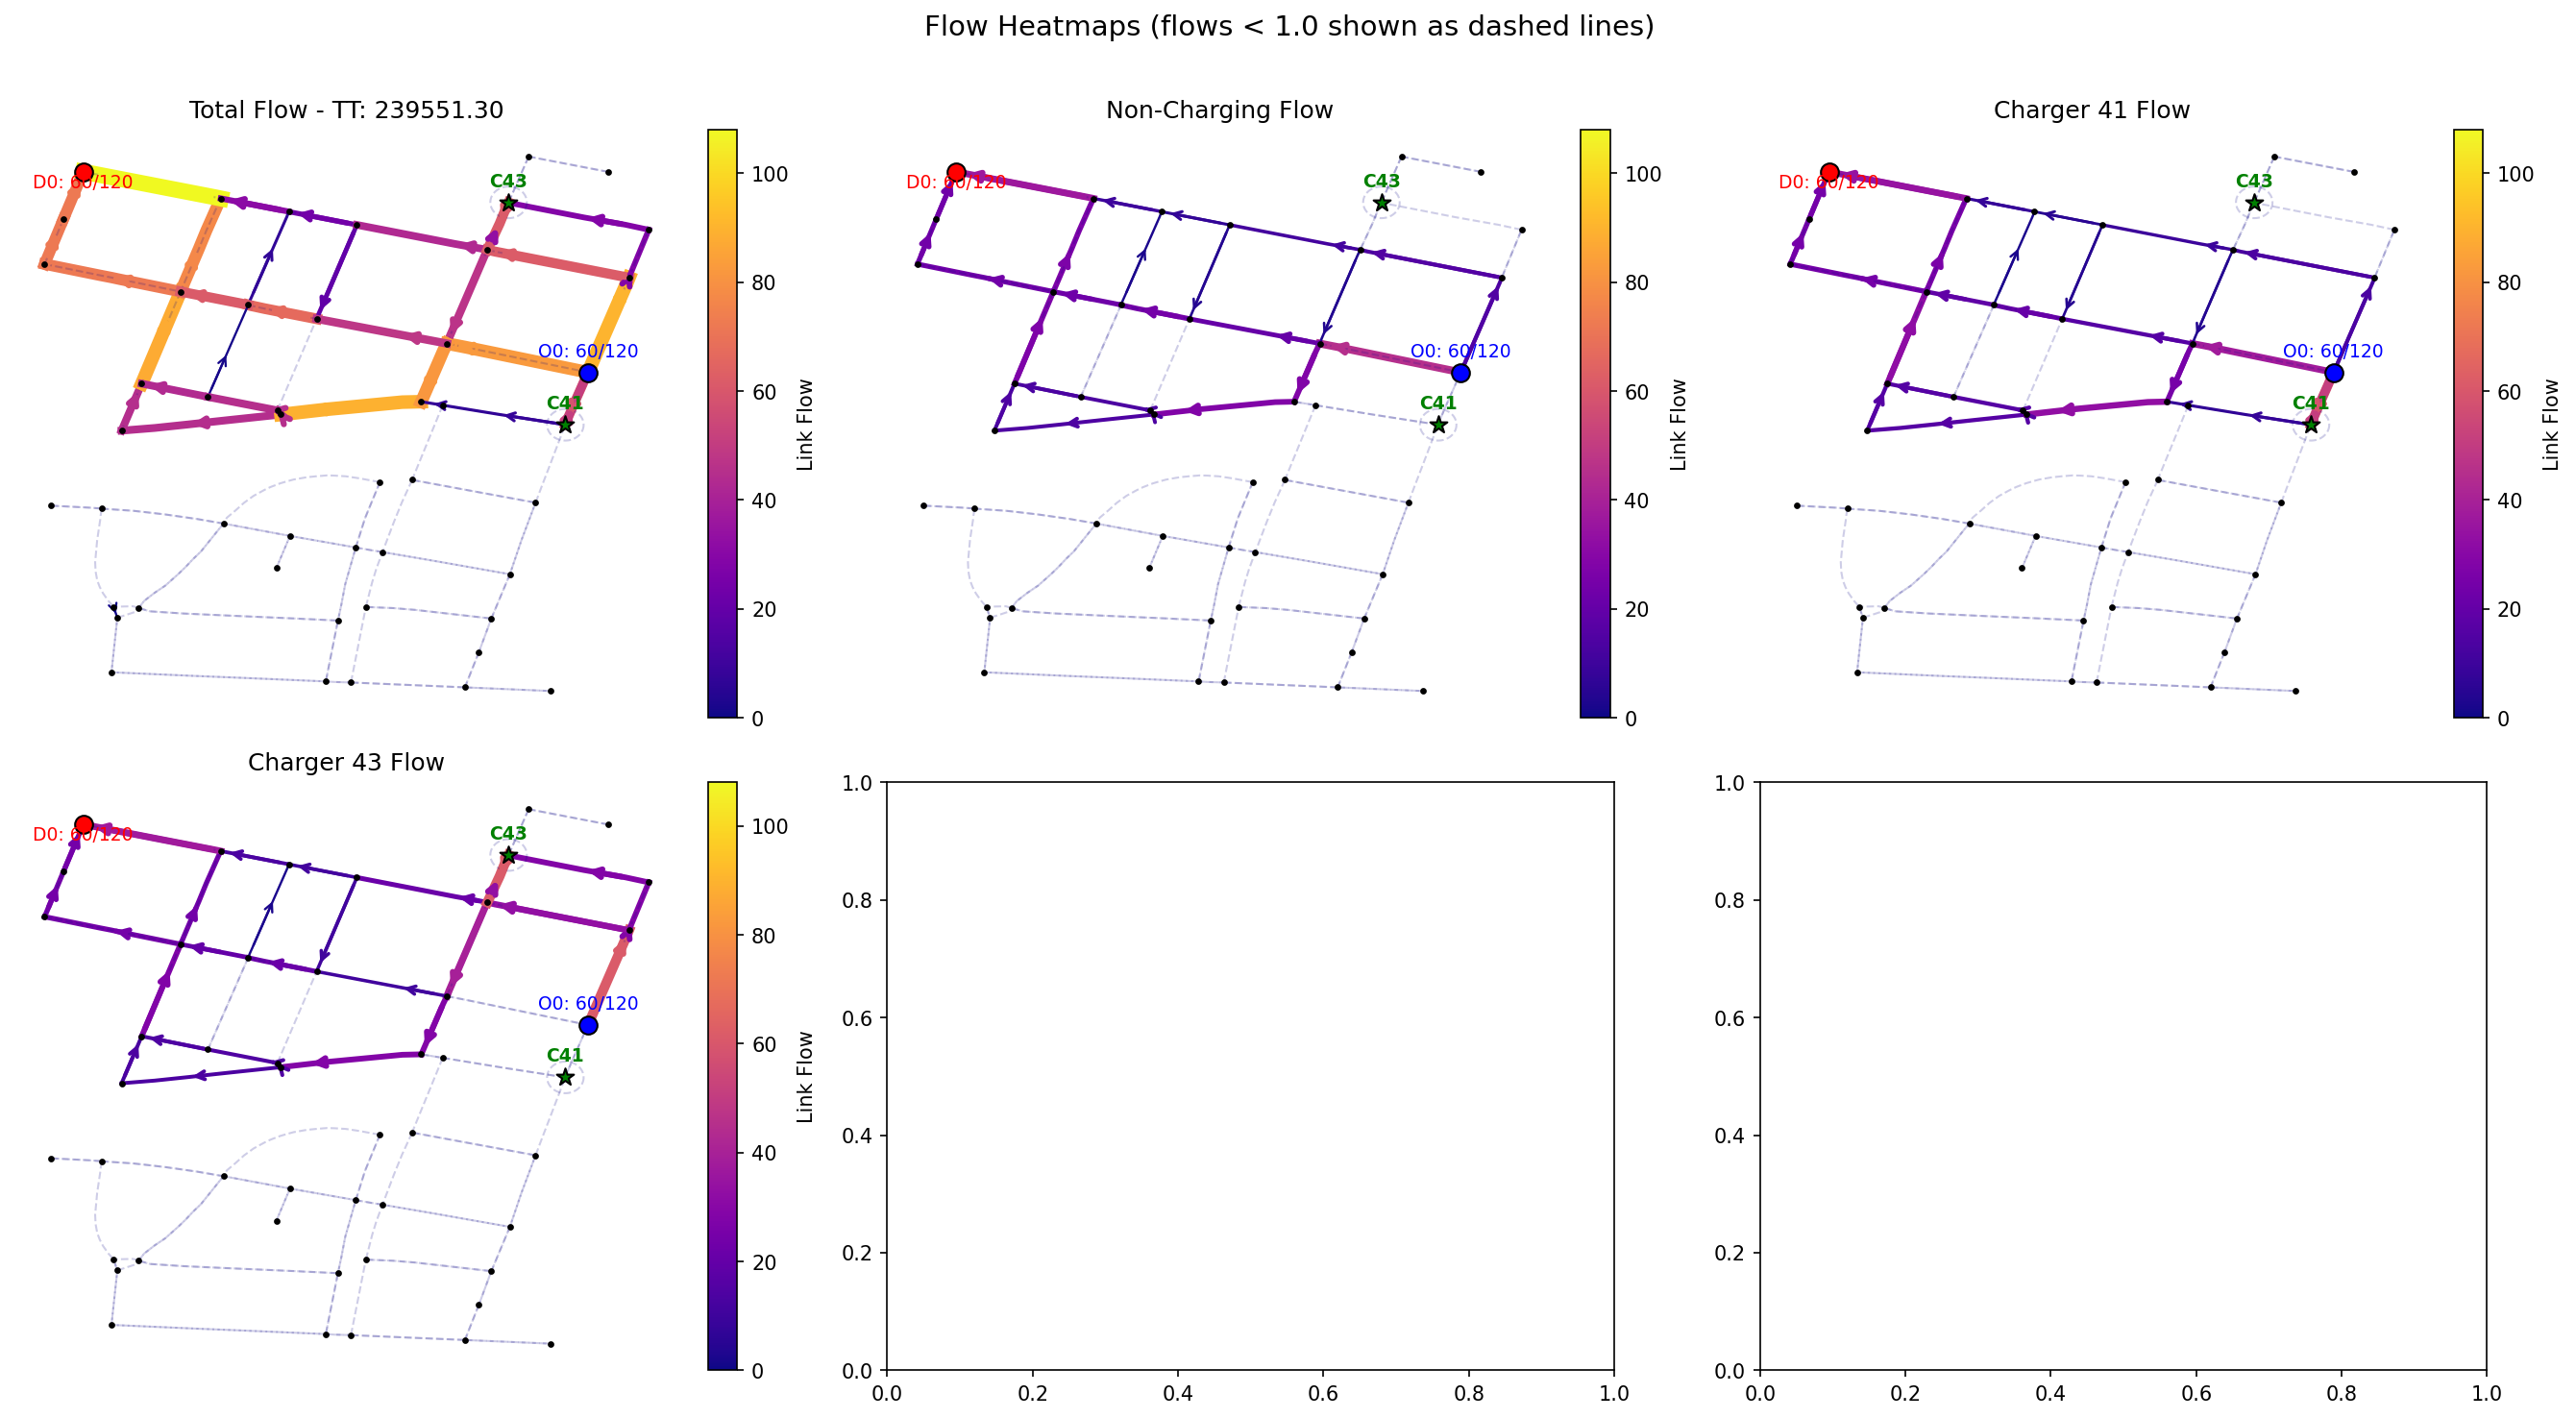 Flow Heatmaps (flows < 1.0 shown as dashed lines)
Total Flow - TT: 239551.30
D0: 60/120
C43
O0: 60/120
C41
100
80
60
40
20
0
Link Flow
Non-Charging Flow
D0: 60/120
C43
O0: 60/120
C41
100
80
60
40
20
0
Link Flow
Charger 41 Flow
D0: 60/120
C43
O0: 60/120
C41
100
80
60
40
20
0
Link Flow
Charger 43 Flow
D0: 60/120
C43
O0: 60/120
C41
100
80
60
40
20
0
Link Flow
1.0
0.8
0.6
0.4
0.2
0.0
0.0 0.2 0.4 0.6 0.8 1.0
1.0
0.8
0.6
0.4
0.2
0.0
0.0 0.2 0.4 0.6 0.8 1.0